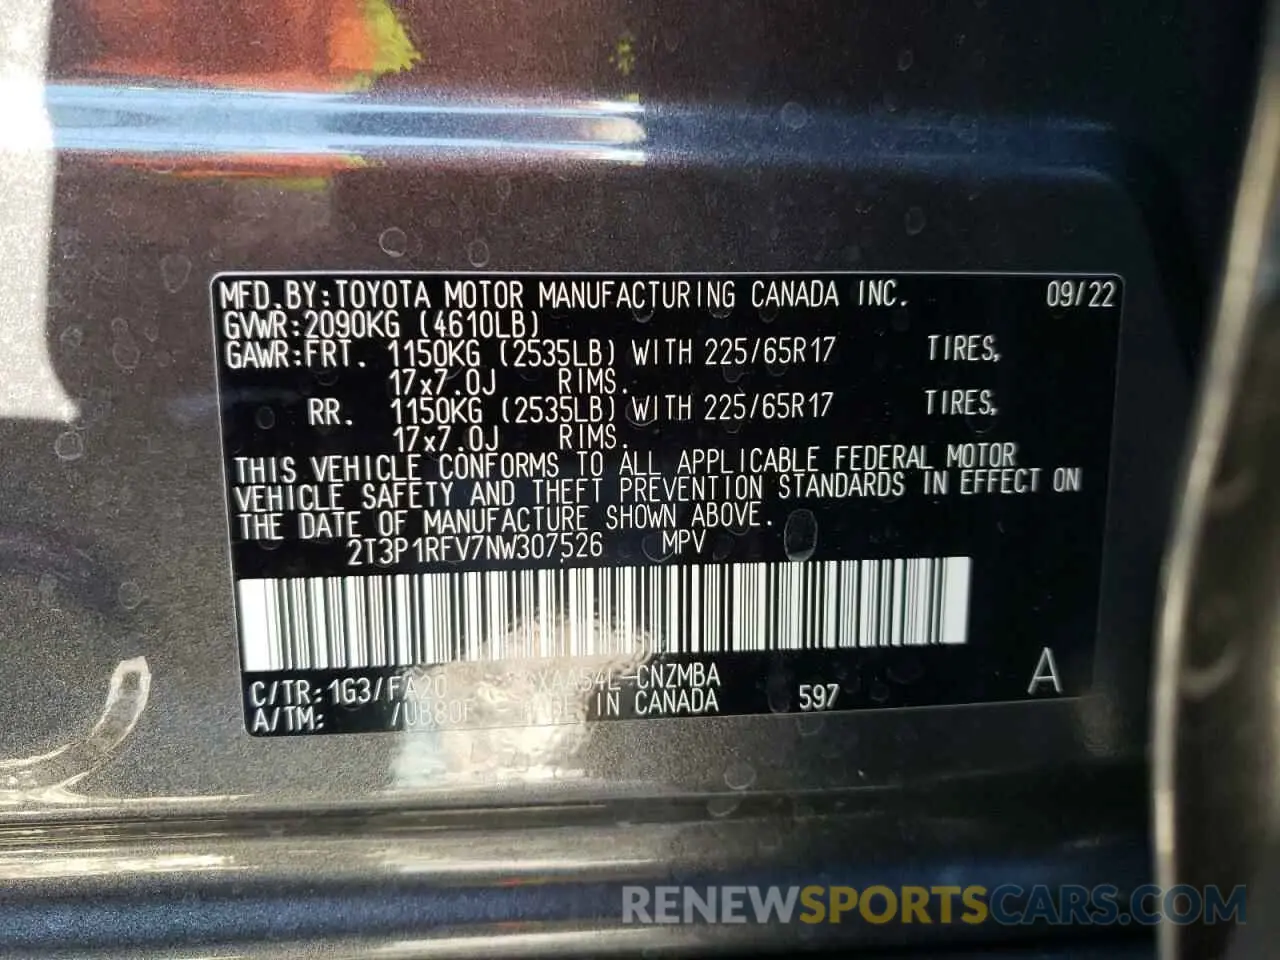 MFD.BY:TOYOTA MOTOR MANUFACTURING CANADA INC. 09/22
GVWR:2090KG (4610LB)
GAWR:FRT. 1150KG (2535LB) WITH 225/65R17 TIRES,
17x7.0J RIMS.
RR. 1150KG (2535LB) WITH 225/65R17 TIRES,
17x7.0J RIMS.
THIS VEHICLE CONFORMS TO ALL APPLICABLE FEDERAL MOTOR
VEHICLE SAFETY AND THEFT PREVENTION STANDARDS IN EFFECT ON
THE DATE OF MANUFACTURE SHOWN ABOVE.
2T3P1RFV7NW307526 MPV
C/TR:1G3/FA20 XAA54L-CNZMBA
A/TM: /UB80F MADE IN CANADA 597 A
RENEWSPORTSCARS.COM